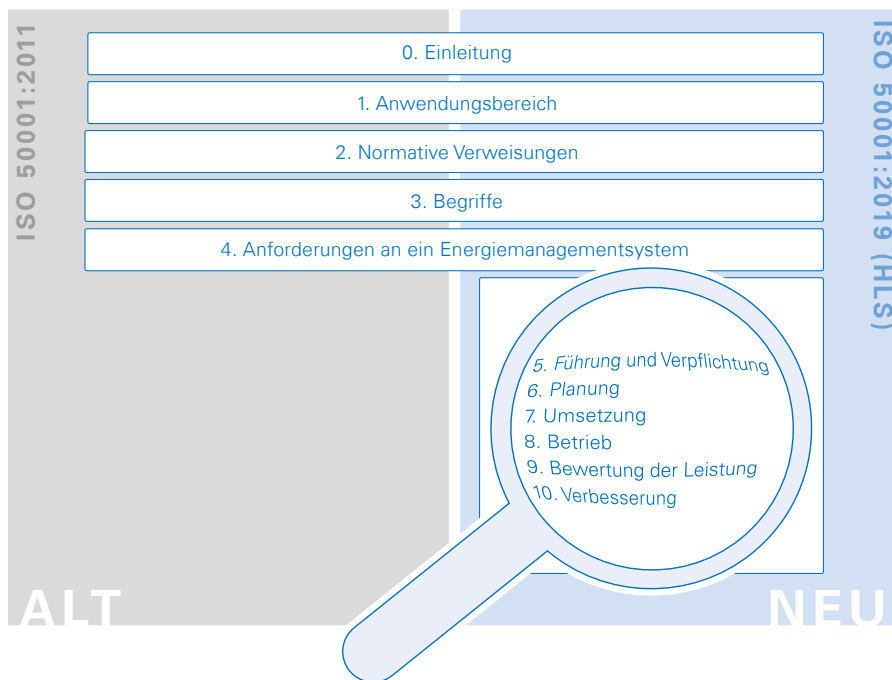 ISO 50001:2011
0. Einleitung
1. Anwendungsbereich
2. Normative Verweisungen
3. Begriffe
4. Anforderungen an ein Energiemanagementsystem
5. Führung und Verpflichtung
6. Planung
7. Umsetzung
8. Betrieb
9. Bewertung der Leistung
10. Verbesserung
ISO 50001:2019 (HLS)
ALT
NEU